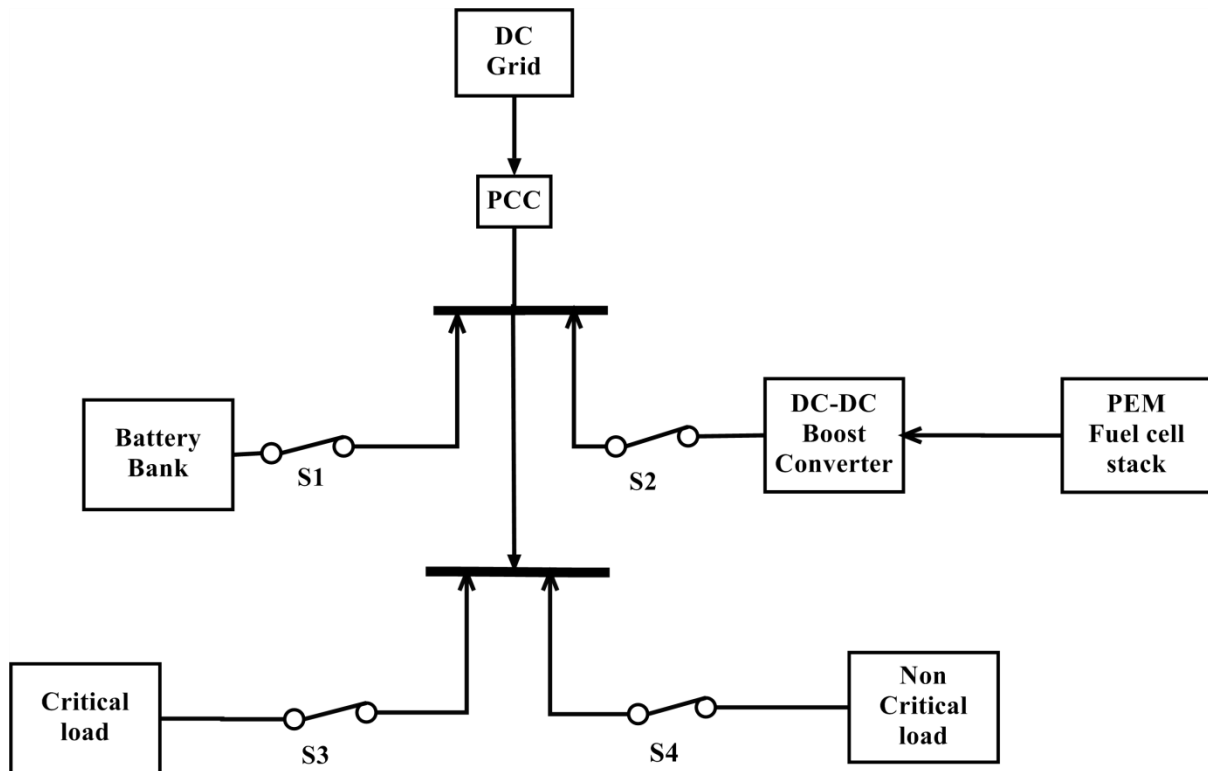 DC
Grid
PCC
Battery
Bank
S1
S2
DC-DC
Boost
Converter
PEM
Fuel cell
stack
Critical
load
S3
S4
Non
Critical
load